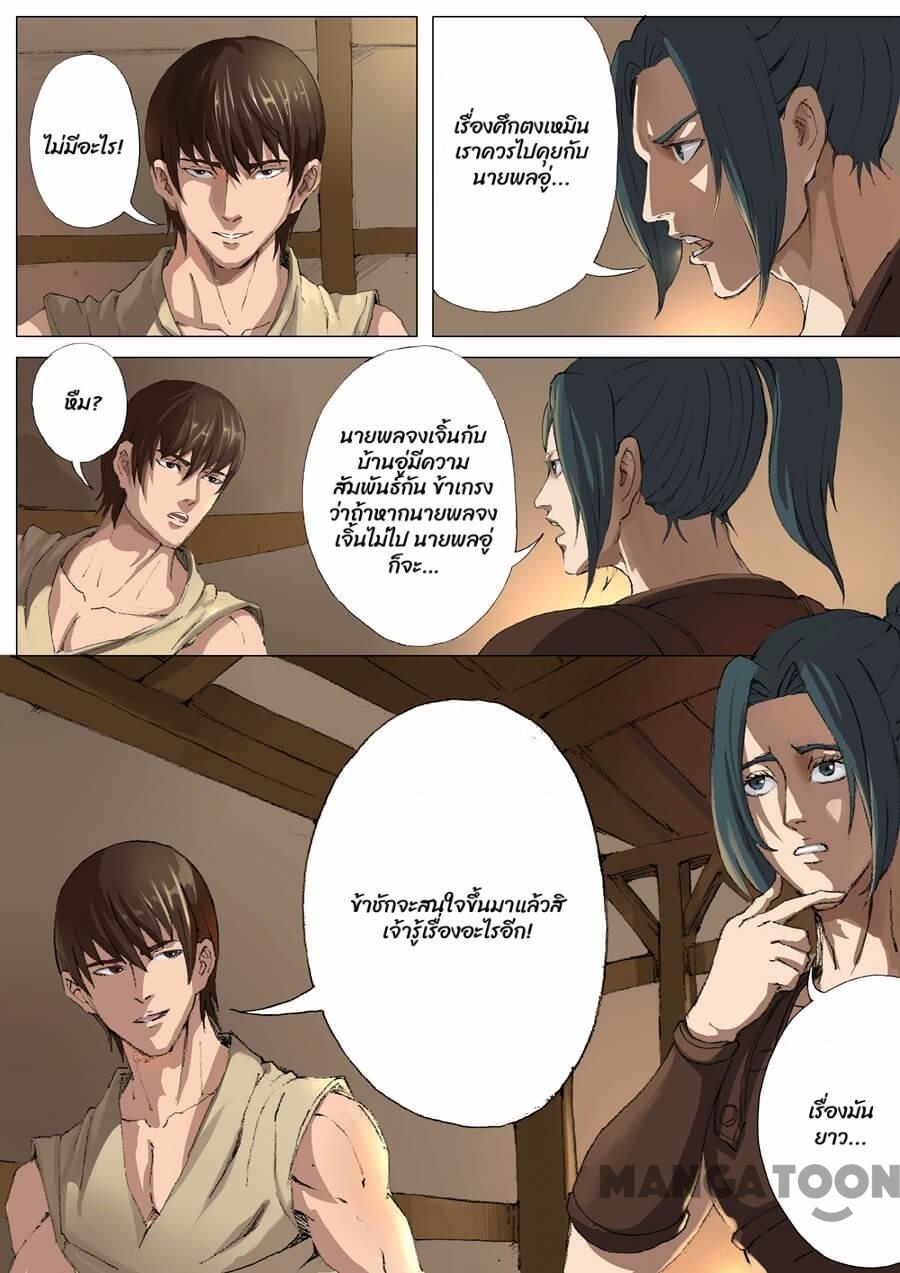 ไม่มีอะไร!
เรื่องศึกตงเหมิน
เราควรไปคุยกับ
นายพลอู่...
หืม?
นายพลจงเจิ้นกับ
บ้านอู่มีความ
สัมพันธ์กัน ข้าเกรง
ว่าถ้าหากนายพลจง
เจิ้นไม่ไป นายพลอู่
ก็จะ...
ข้าชักจะสนใจขึ้นมาแล้วสิ
เจ้ารู้เรื่องอะไรอีก!
เรื่องมัน
ยาว...
MANGATOON